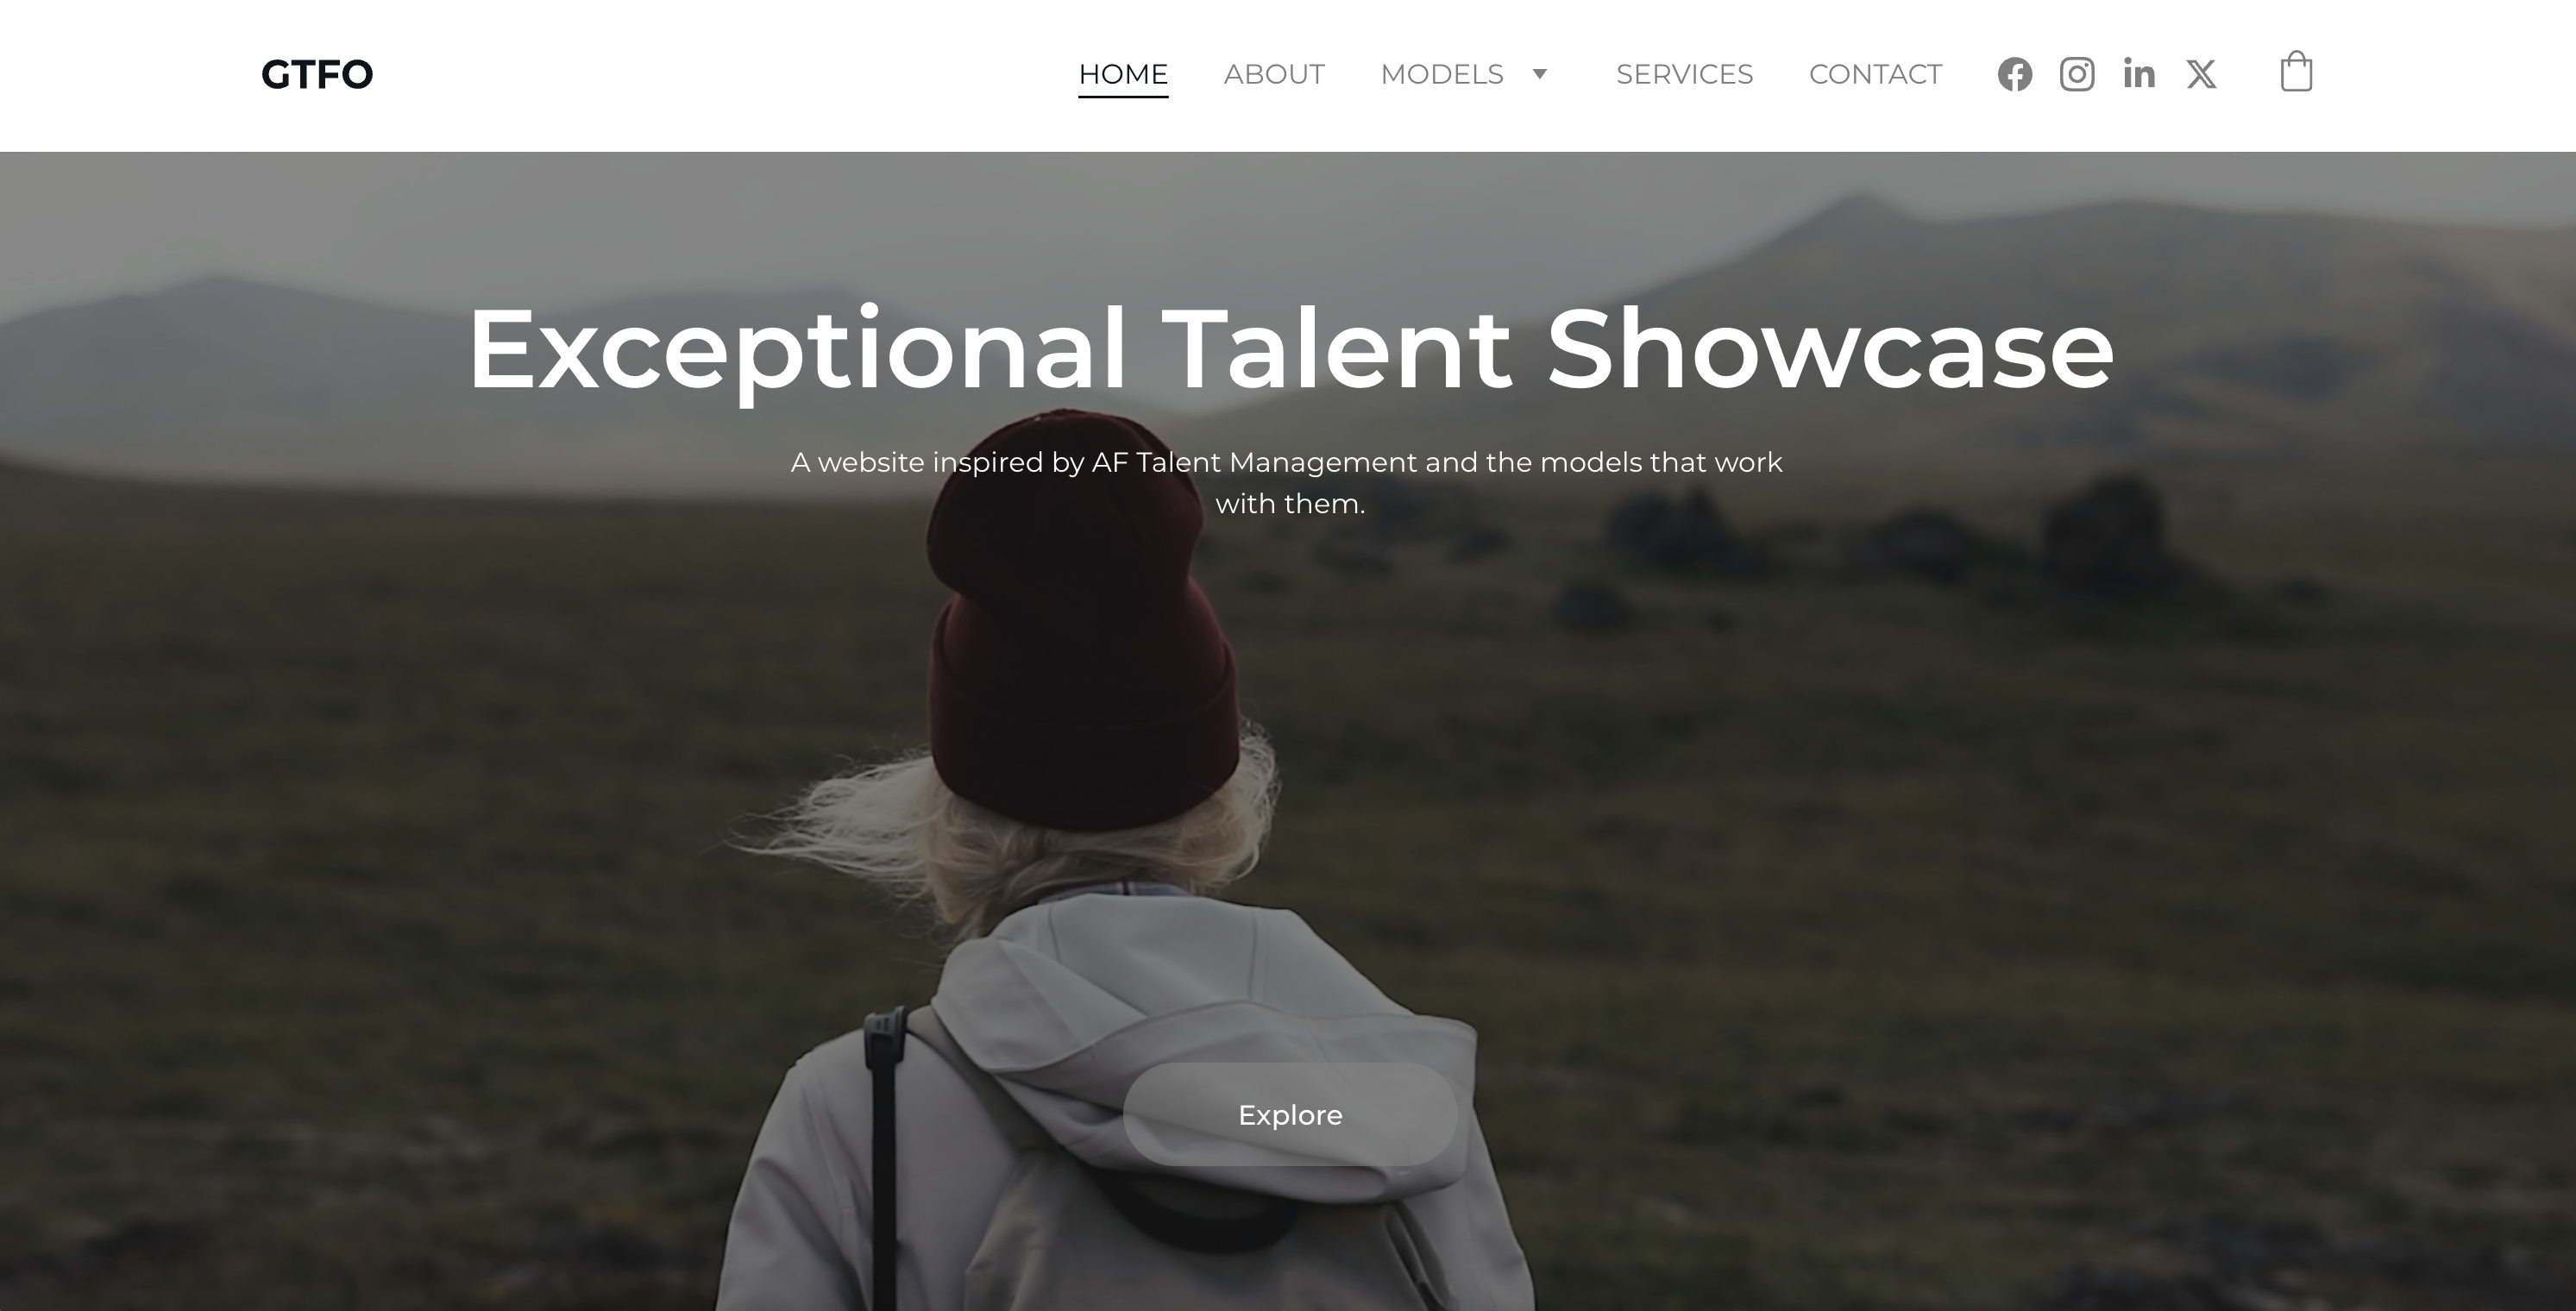 GTFO
HOME ABOUT MODELS SERVICES CONTACT
Exceptional Talent Showcase
A website inspired by AF Talent Management and the models that work
with them.
Explore